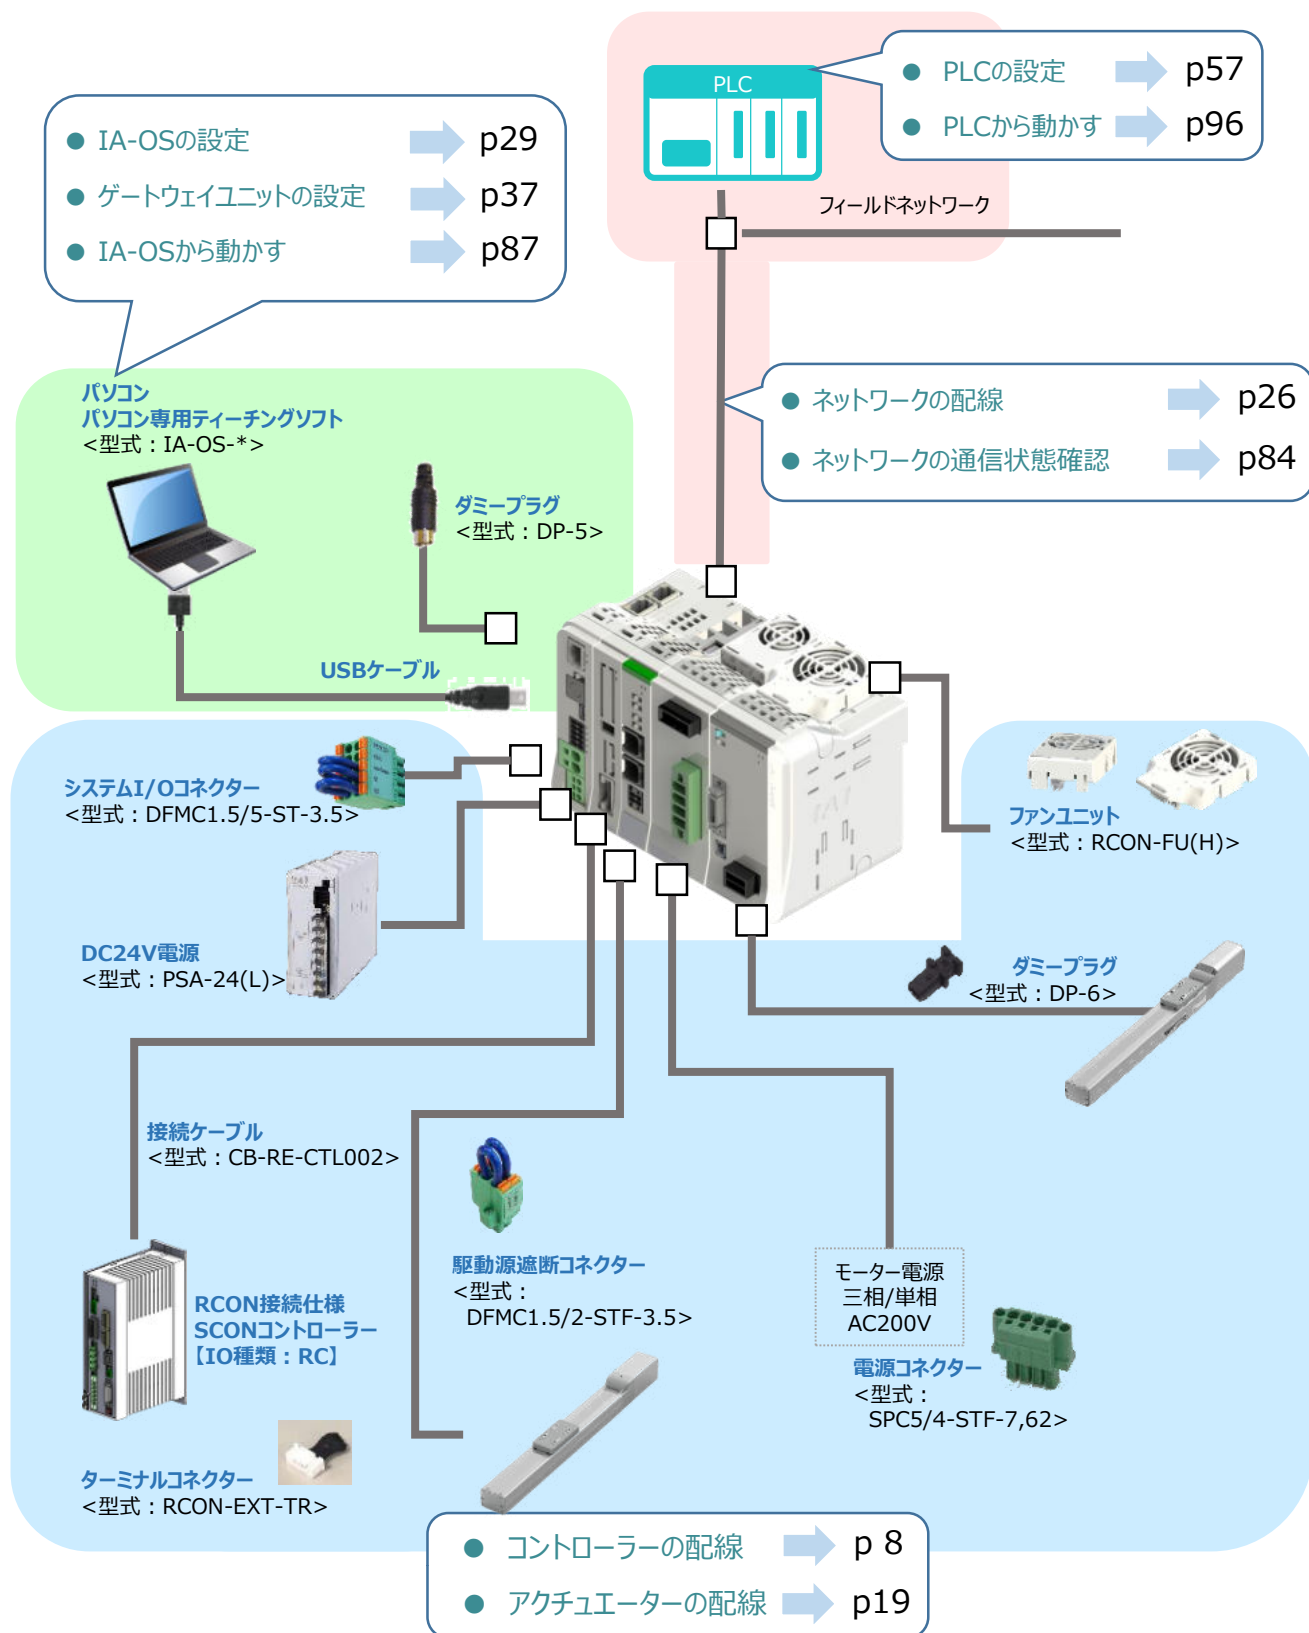 PLC
● PLCの設定 p57
● PLCから動かす p96
● IA-OSの設定 p29
● ゲートウェイユニットの設定 p37
● IA-OSから動かす p87
フィールドネットワーク
● ネットワークの配線 p26
● ネットワークの通信状態確認 p84
パソコン
パソコン専用ティーチングソフト
<型式：IA-OS-*>
ダミープラグ
<型式：DP-5>
USBケーブル
システムI/Oコネクター
<型式：DFMC1.5/5-ST-3.5>
ファンユニット
<型式：RCON-FU(H)>
DC24V電源
<型式：PSA-24(L)>
ダミープラグ
<型式：DP-6>
接続ケーブル
<型式：CB-RE-CTL002>
駆動源遮断コネクター
<型式：
DFMC1.5/2-STF-3.5>
モーター電源
三相/単相
AC200V
電源コネクター
<型式：
SPC5/4-STF-7,62>
RCON接続仕様
SCONコントローラー
【IO種類：RC】
ターミナルコネクター
<型式：RCON-EXT-TR>
● コントローラーの配線 p 8
● アクチュエーターの配線 p19